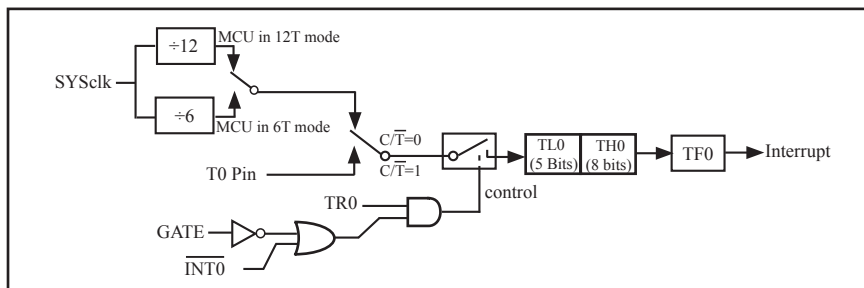 ÷12
MCU in 12T mode
SYSclk
÷6
MCU in 6T mode
C/T̅=0
C/T̅=1
T0 Pin
TL0
(5 Bits)
TH0
(8 bits)
TF0
Interrupt
control
TR0
GATE
I̅N̅T̅0̅